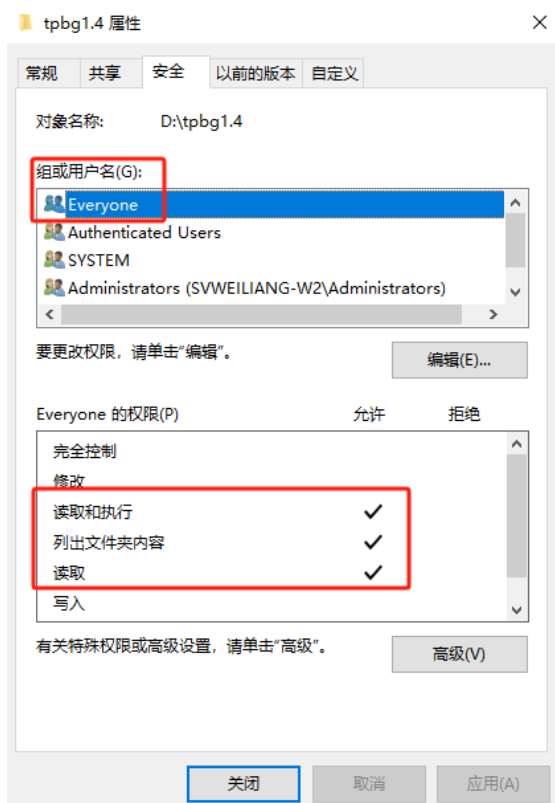 tpbg1.4 属性
常规 共享 安全 以前的版本 自定义
对象名称: D:\tpbg1.4
组或用户名(G):
Everyone
Authenticated Users
SYSTEM
Administrators (SVWEILIANG-W2\Administrators)
要更改权限，请单击"编辑"。
编辑(E)...
Everyone 的权限(P) 允许 拒绝
完全控制
修改
读取和执行
列出文件夹内容
读取
写入
有关特殊权限或高级设置，请单击"高级"。
高级(V)
关闭 取消 应用(A)